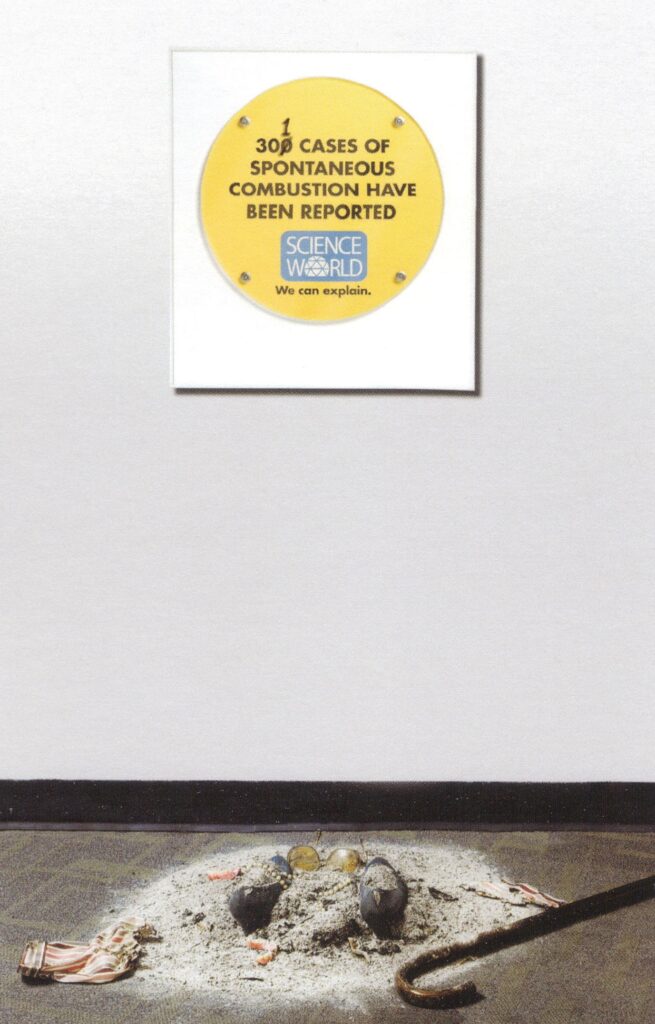 1
300 CASES OF
SPONTANEOUS
COMBUSTION HAVE
BEEN REPORTED
SCIENCE
WORLD
We can explain.